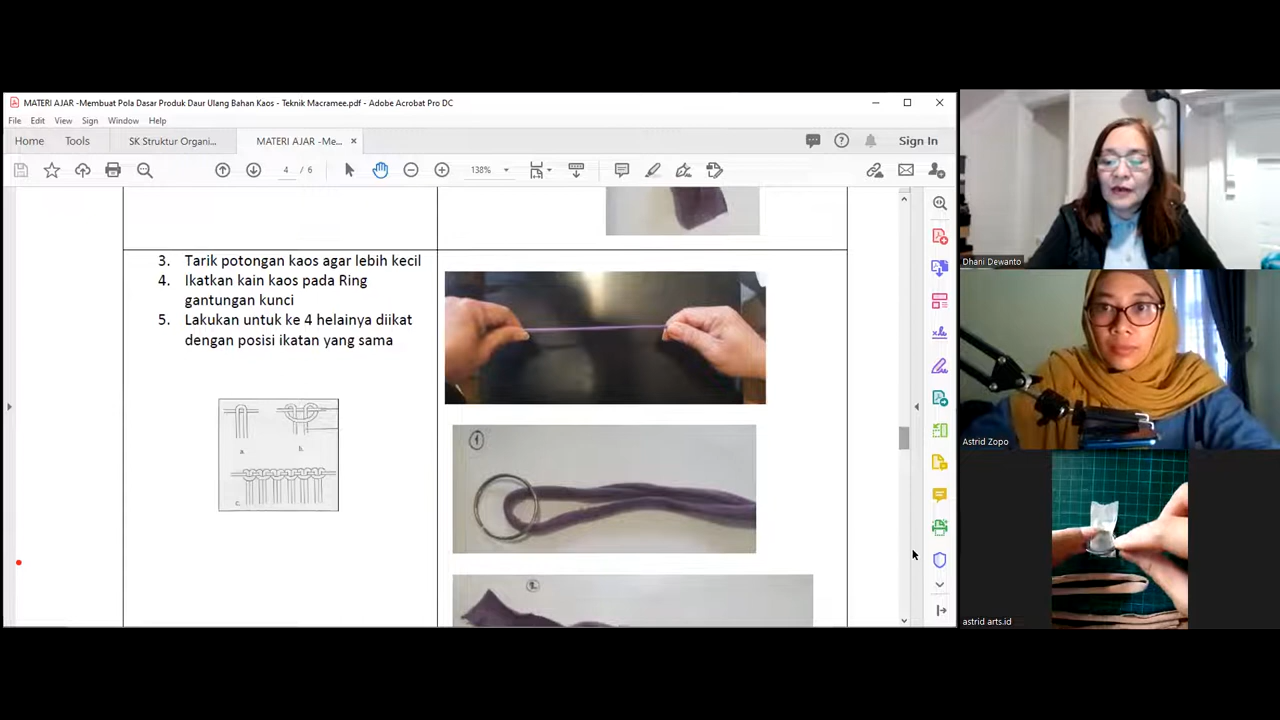 MATERI AJAR -Membuat Pola Dasar Produk Daur Ulang Bahan Kaos - Teknik Macramee.pdf - Adobe Acrobat Pro DC
File Edit View Sign Window Help
Home Tools SK Struktur Organi... MATERI AJAR -Me... × Sign In
4 / 6 138%
3. Tarik potongan kaos agar lebih kecil
4. Ikatkan kain kaos pada Ring
gantungan kunci
5. Lakukan untuk ke 4 helainya diikat
dengan posisi ikatan yang sama
a. b.
c.
1
2
Dhani Dewanto
Astrid Zopo
astrid arts.id